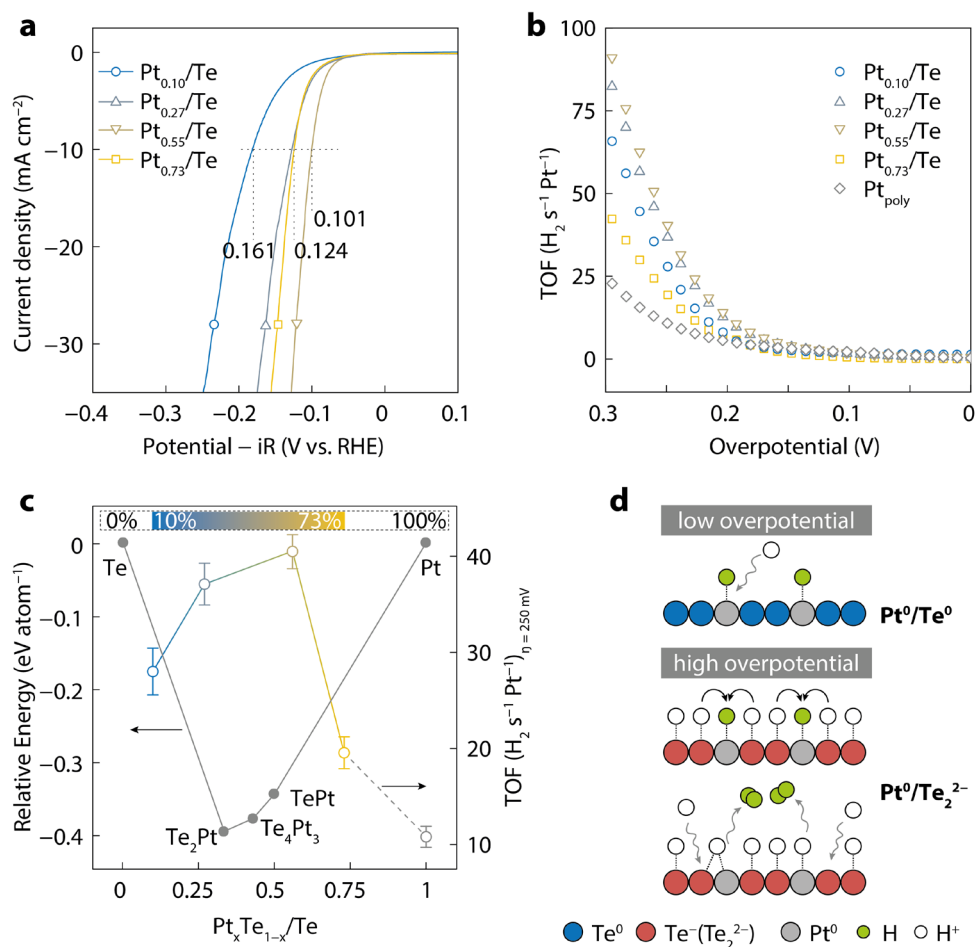 a
0
−10
−20
−30
Current density (mA cm⁻²)
Pt₀.₁₀/Te
Pt₀.₂₇/Te
Pt₀.₅₅/Te
Pt₀.₇₃/Te
0.161
0.124
0.101
−0.4
−0.3
−0.2
−0.1
0
0.1
Potential − iR (V vs. RHE)
b
100
75
50
25
0
TOF (H₂ s⁻¹ Pt⁻¹)
Pt₀.₁₀/Te
Pt₀.₂₇/Te
Pt₀.₅₅/Te
Pt₀.₇₃/Te
Pt_poly
0.3
0.2
0.1
0
Overpotential (V)
c
0%
10%
73%
100%
0
−0.1
−0.2
−0.3
−0.4
Relative Energy (eV atom⁻¹)
Te
Pt
Te₂Pt
Te₄Pt₃
TePt
40
30
20
10
TOF (H₂ s⁻¹ Pt⁻¹)η = 250 mV
0
0.25
0.5
0.75
1
PtₓTe₁₋ₓ/Te
d
low overpotential
Pt⁰/Te⁰
high overpotential
Pt⁰/Te₂²⁻
Te⁰
Te⁻(Te₂²⁻)
Pt⁰
H
H⁺